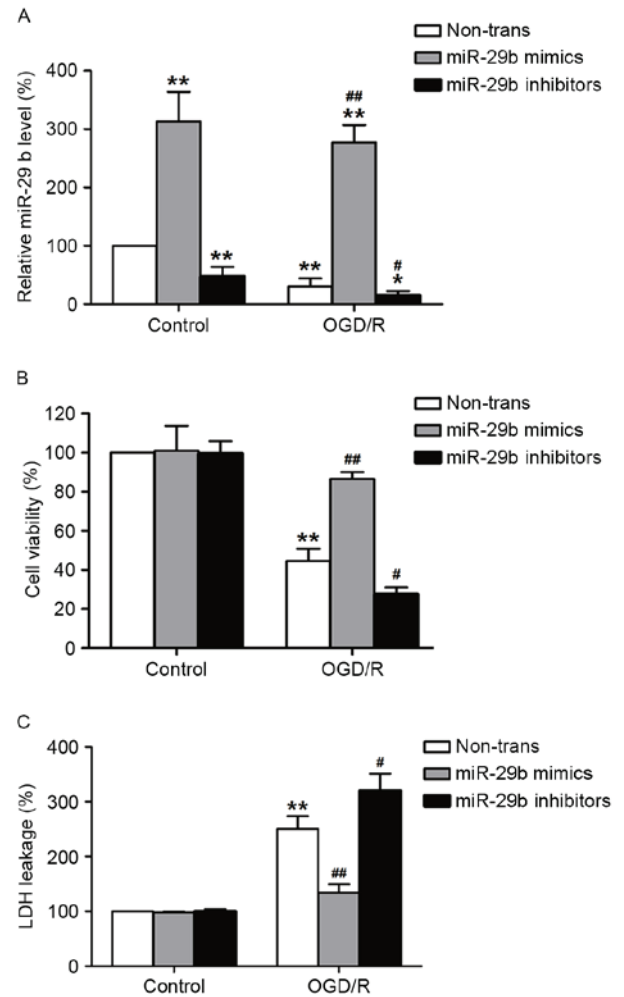 A
Non-trans
miR-29b mimics
miR-29b inhibitors
Relative miR-29 b level (%)
400
300
200
100
0
**
**
**
##
**
#
*
Control
OGD/R
B
Non-trans
miR-29b mimics
miR-29b inhibitors
Cell viability (%)
120
100
80
60
40
20
0
**
##
#
Control
OGD/R
C
Non-trans
miR-29b mimics
miR-29b inhibitors
LDH leakage (%)
400
300
200
100
0
**
##
#
Control
OGD/R